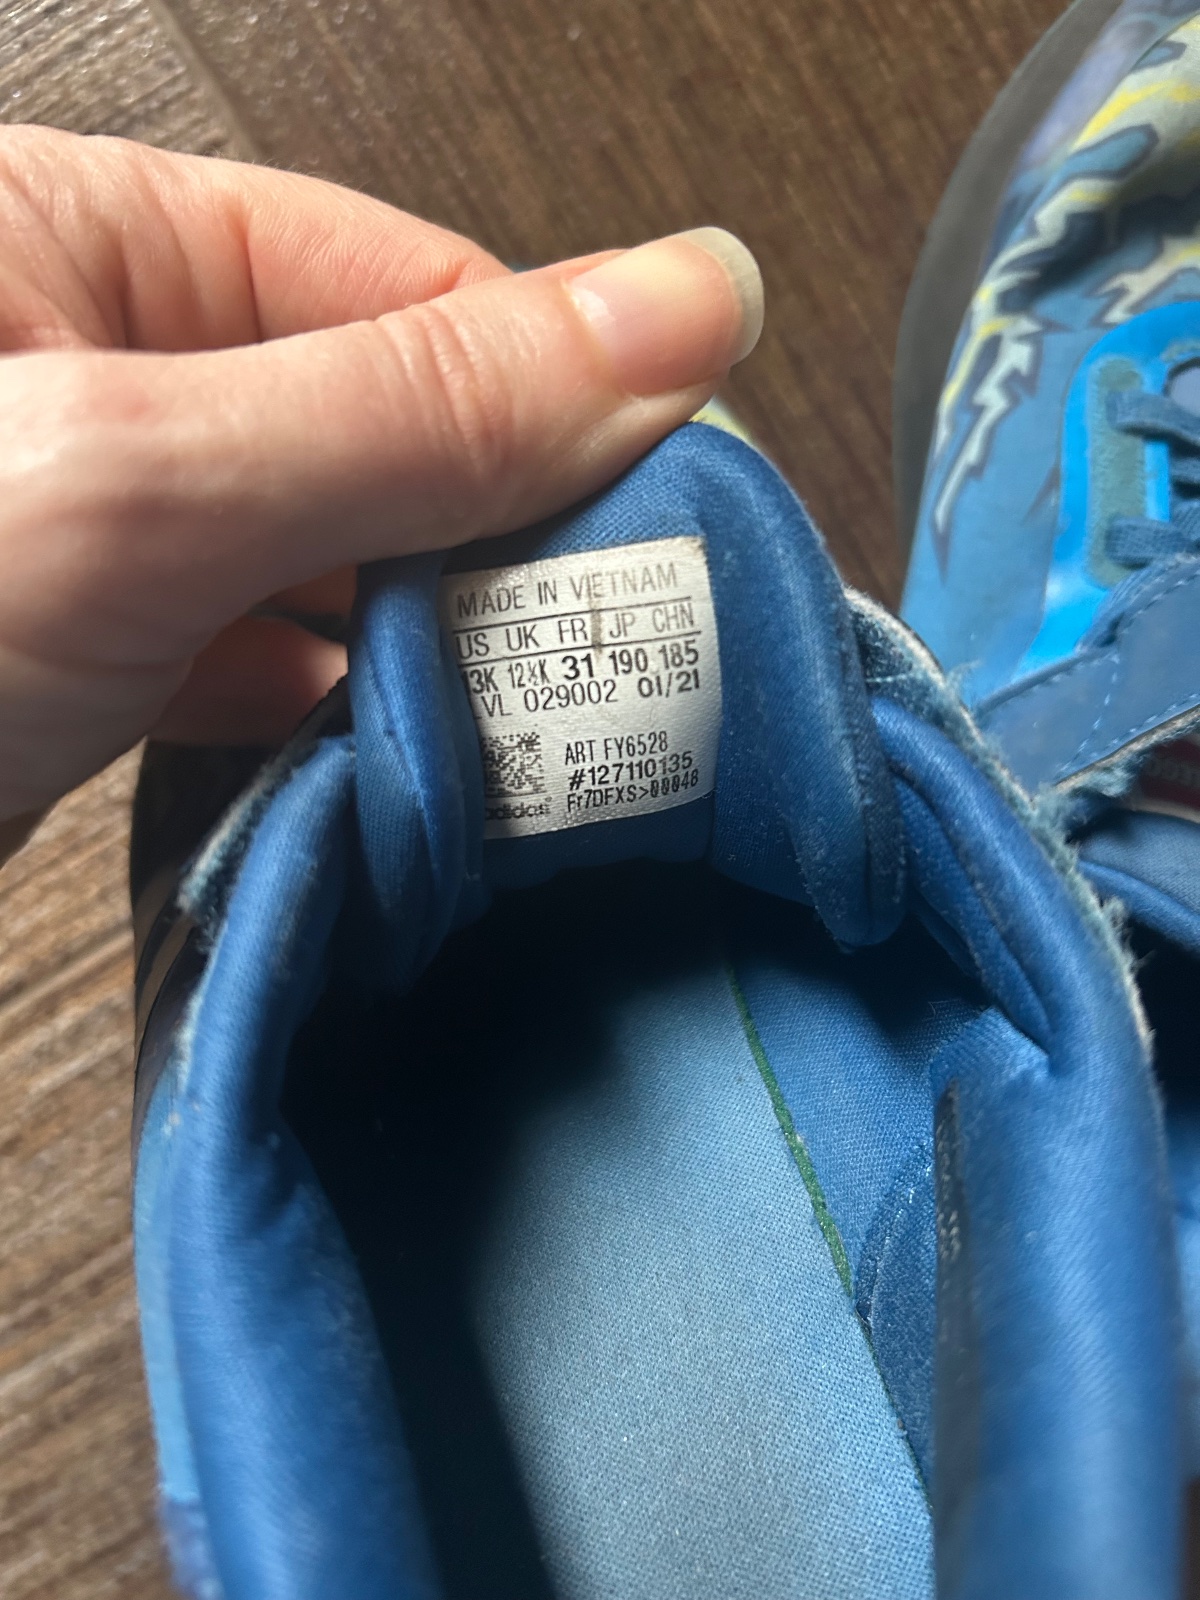 MADE IN VIETNAM
US UK FR JP CHN
13K 12½K 31 190 185
LVL 029002 01/21
ART FY6528
#127110135
Fr7DFXS>00048
adidas